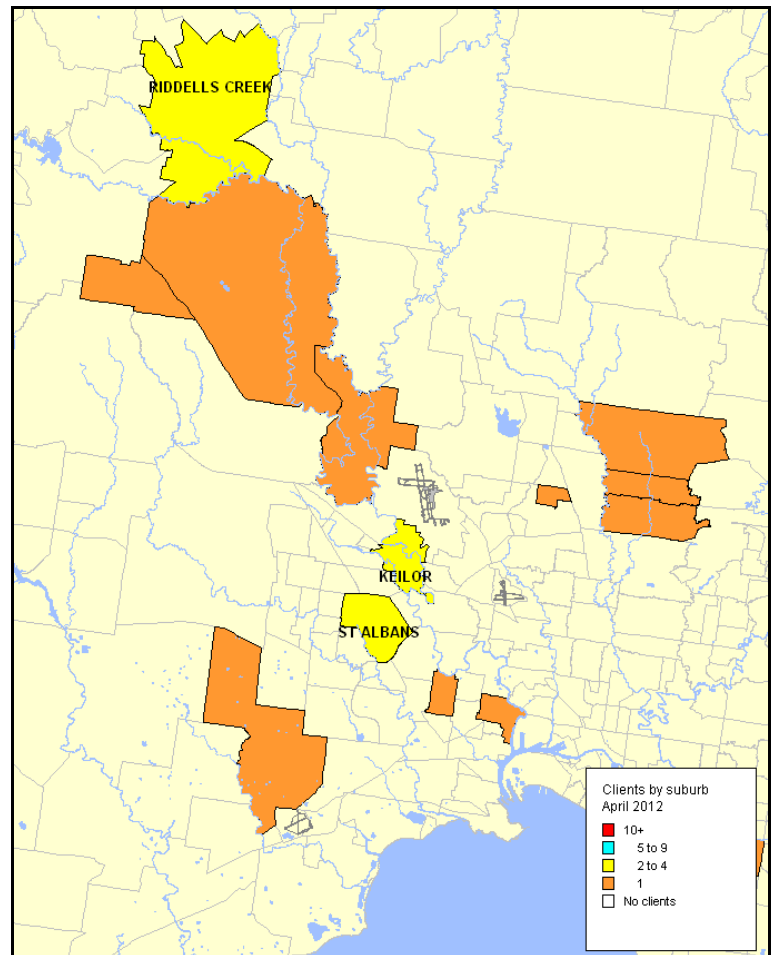 RIDDELLS CREEK
KEILOR
ST ALBANS
Clients by suburb
April 2012
10+
5 to 9
2 to 4
1
No clients